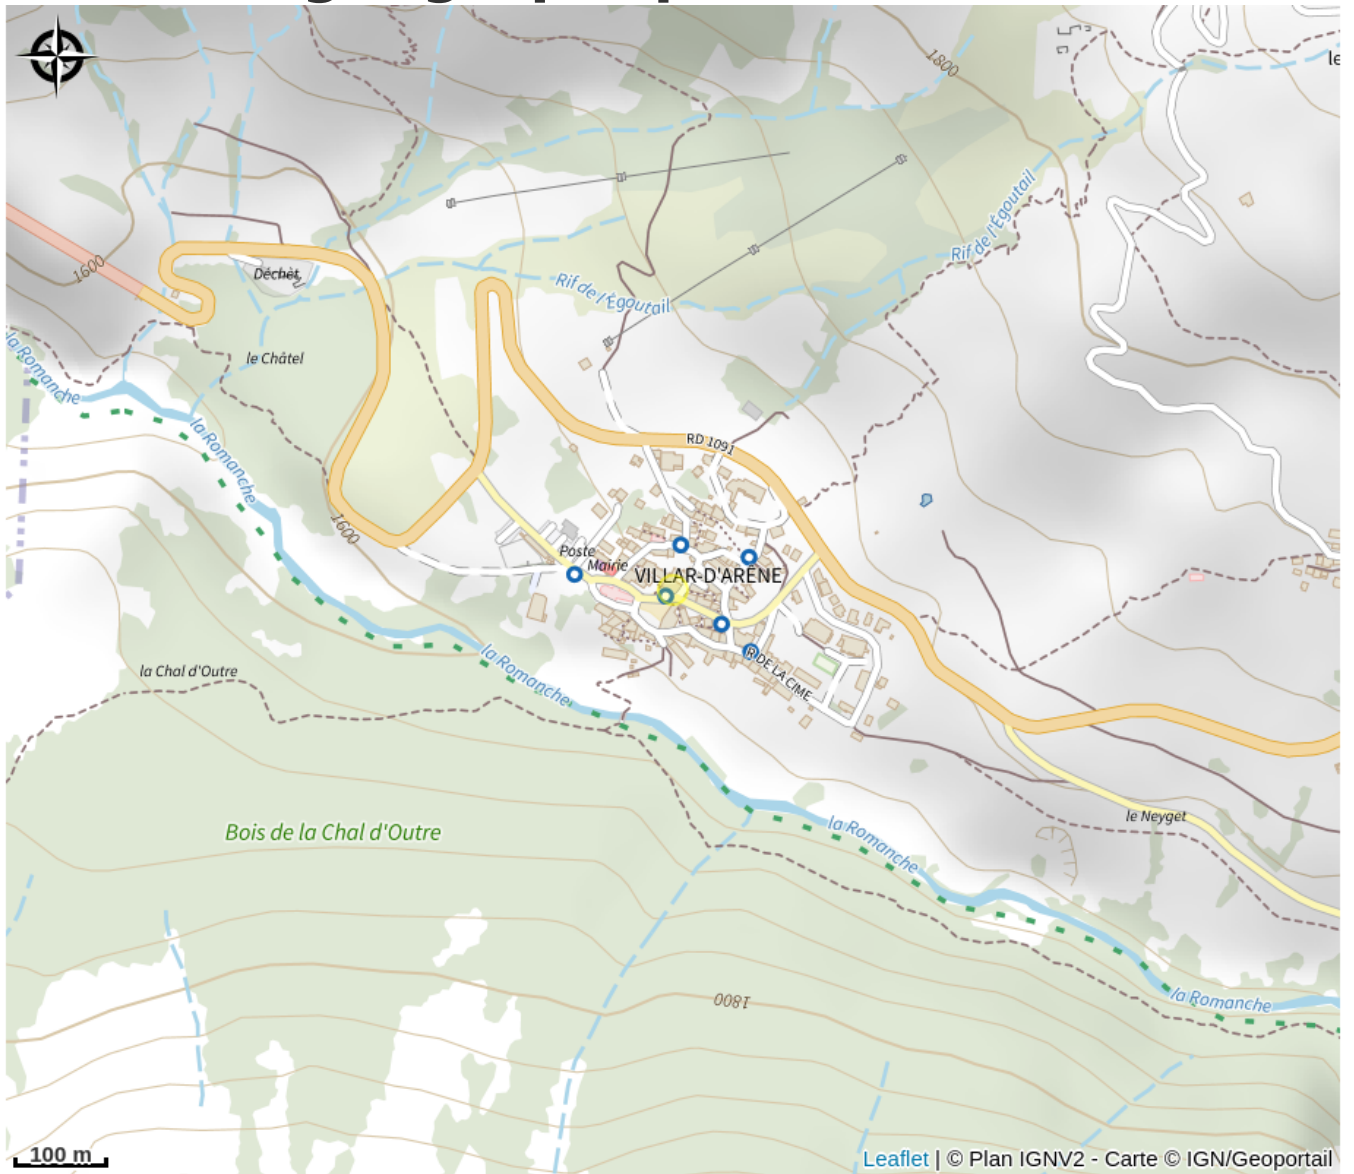 1800
le
Rif de l'Égoutail
1600
Déchèt.
Rif de l'Égoutail
la Romanche
le Châtel
la Romanche
RD 1091
1600
Poste
Mairie
VILLAR-D'ARÊNE
la Romanche
R DE LA CIME
la Chal d'Outre
le Neyget
Bois de la Chal d'Outre
la Romanche
la Romanche
1800
100 m
Leaflet | © Plan IGNV2 - Carte © IGN/Geoportail